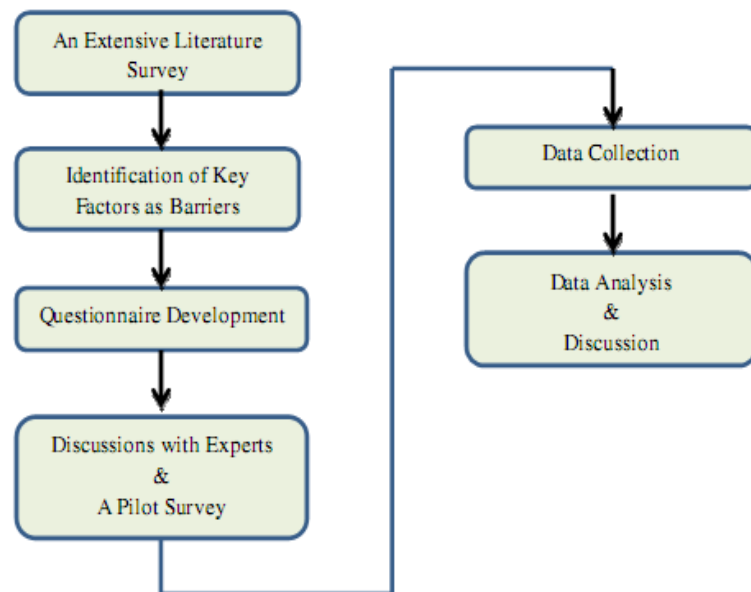 An Extensive Literature
Survey
Identification of Key
Factors as Barriers
Questionnaire Development
Discussions with Experts
&
A Pilot Survey
Data Collection
Data Analysis
&
Discussion